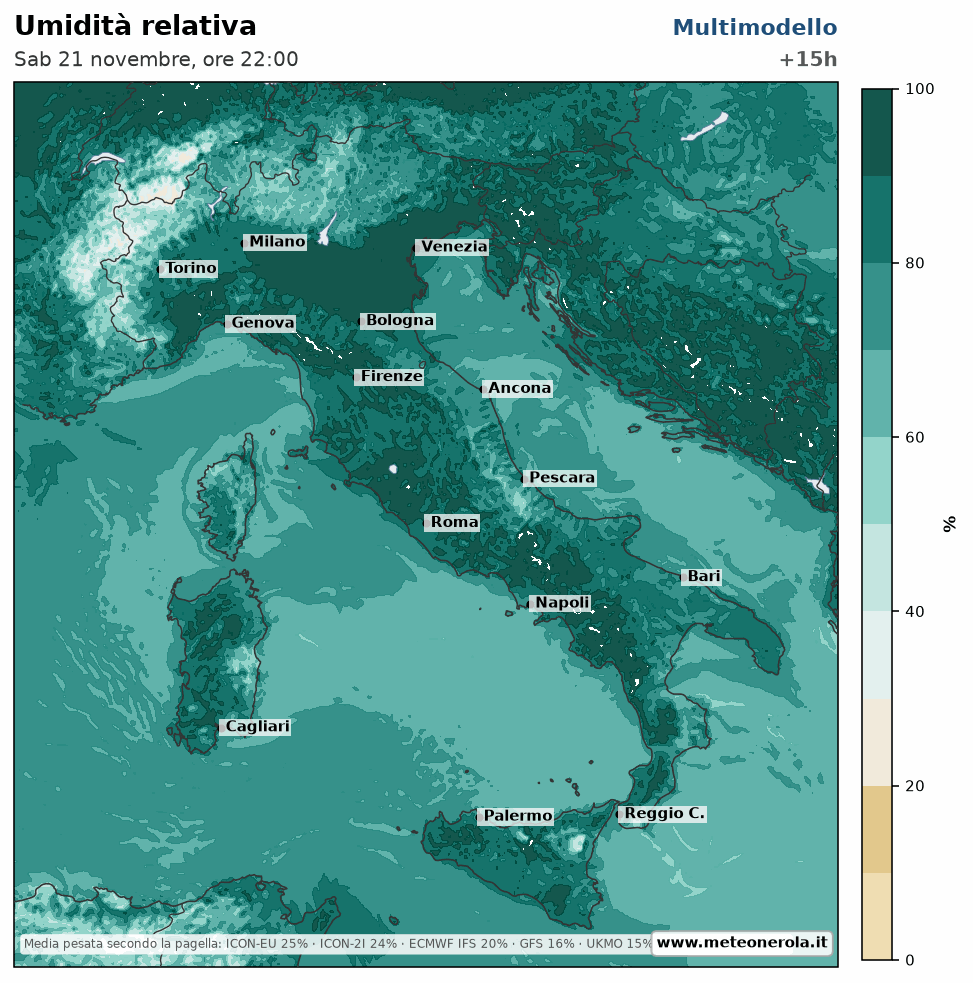 Umidità relativa
Multimodello
Sab 21 novembre, ore 22:00
+15h
100
80
60
40
20
0
%
Milano
Venezia
Torino
Genova
Bologna
Firenze
Ancona
Pescara
Roma
Bari
Napoli
Cagliari
Palermo
Reggio C.
Media pesata secondo la pagella: ICON-EU 25% · ICON-2I 24% · ECMWF IFS 20% · GFS 16% · UKMO 15%
www.meteonerola.it